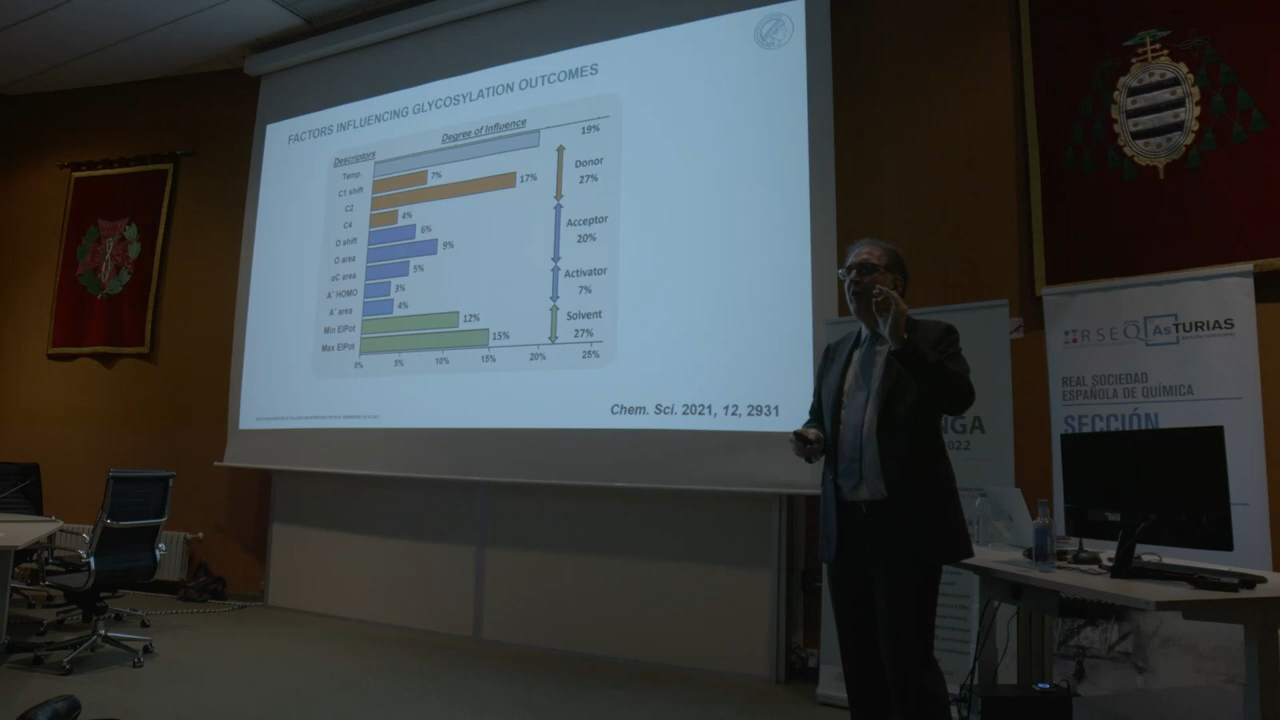 FACTORS INFLUENCING GLYCOSYLATION OUTCOMES
Descriptors
Degree of Influence
Temp.
19%
C1 shift
7%
C2
17%
C4
4%
O shift
6%
O area
9%
oC area
5%
A⁻ HOMO
3%
A⁻ area
4%
Min ElPot
12%
Max ElPot
15%
Donor
27%
Acceptor
20%
Activator
7%
Solvent
27%
0%
5%
10%
15%
20%
25%
Chem. Sci. 2021, 12, 2931
NGA
2022
RSEQ AsTURIAS
REAL SOCIEDAD
ESPAÑOLA DE QUÍMICA
SECCIÓN